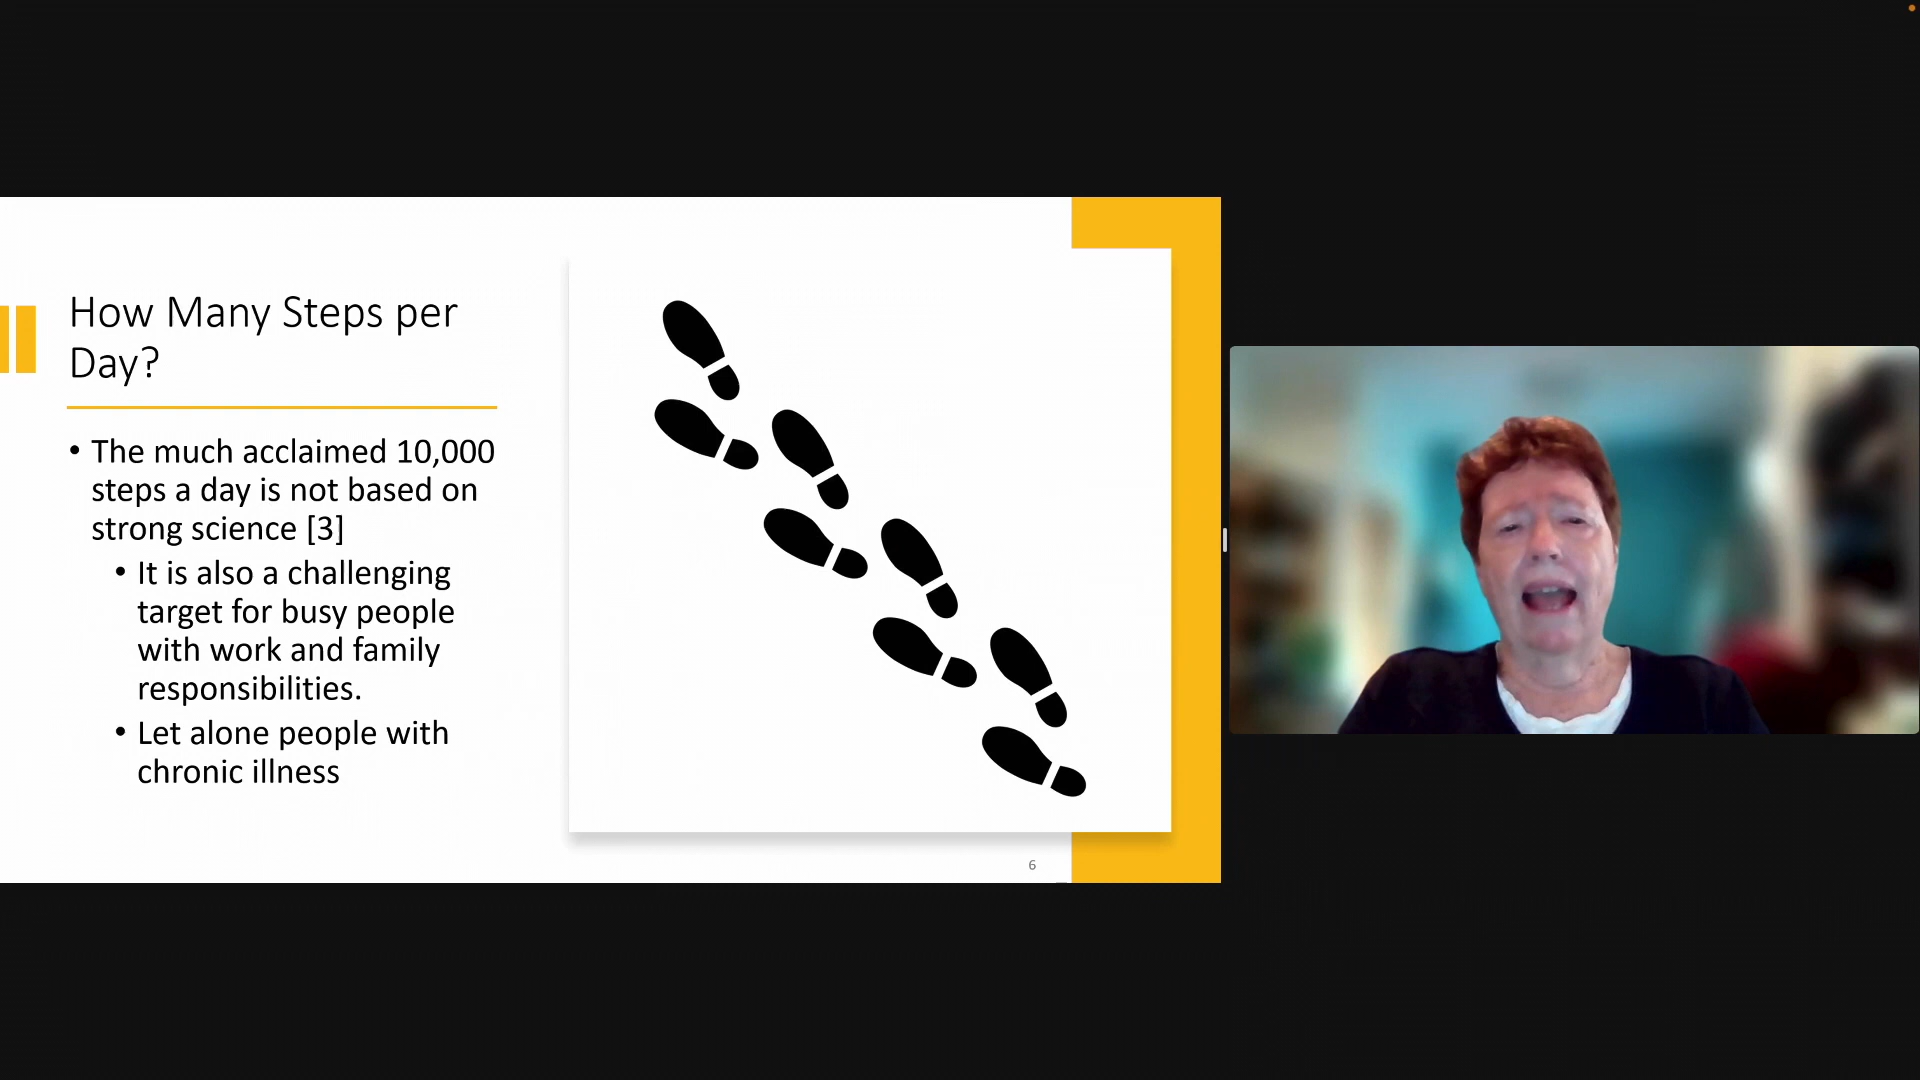 How Many Steps per
Day?
• The much acclaimed 10,000
steps a day is not based on
strong science [3]
• It is also a challenging
target for busy people
with work and family
responsibilities.
• Let alone people with
chronic illness
6